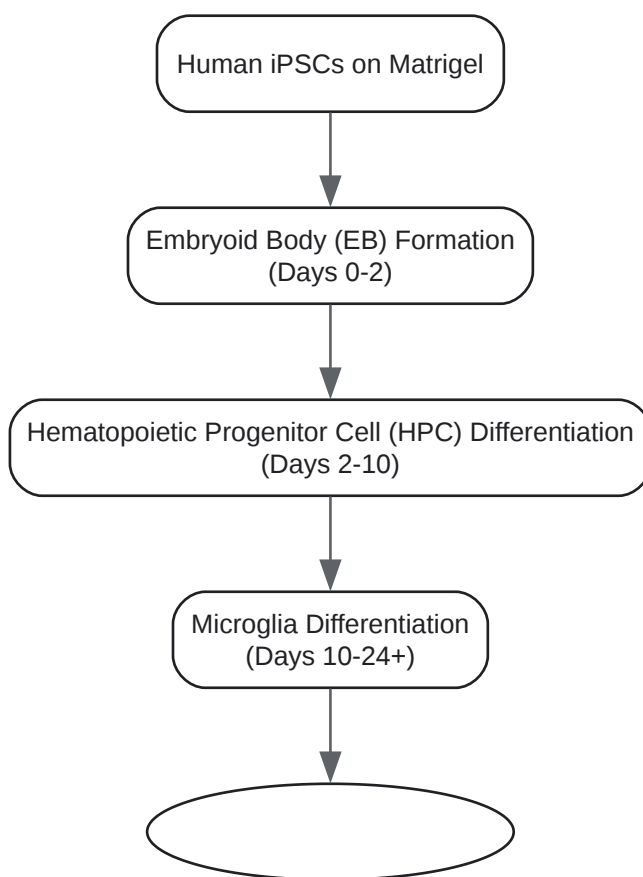 Human iPSCs on Matrigel
Embryoid Body (EB) Formation
(Days 0-2)
Hematopoietic Progenitor Cell (HPC) Differentiation
(Days 2-10)
Microglia Differentiation
(Days 10-24+)